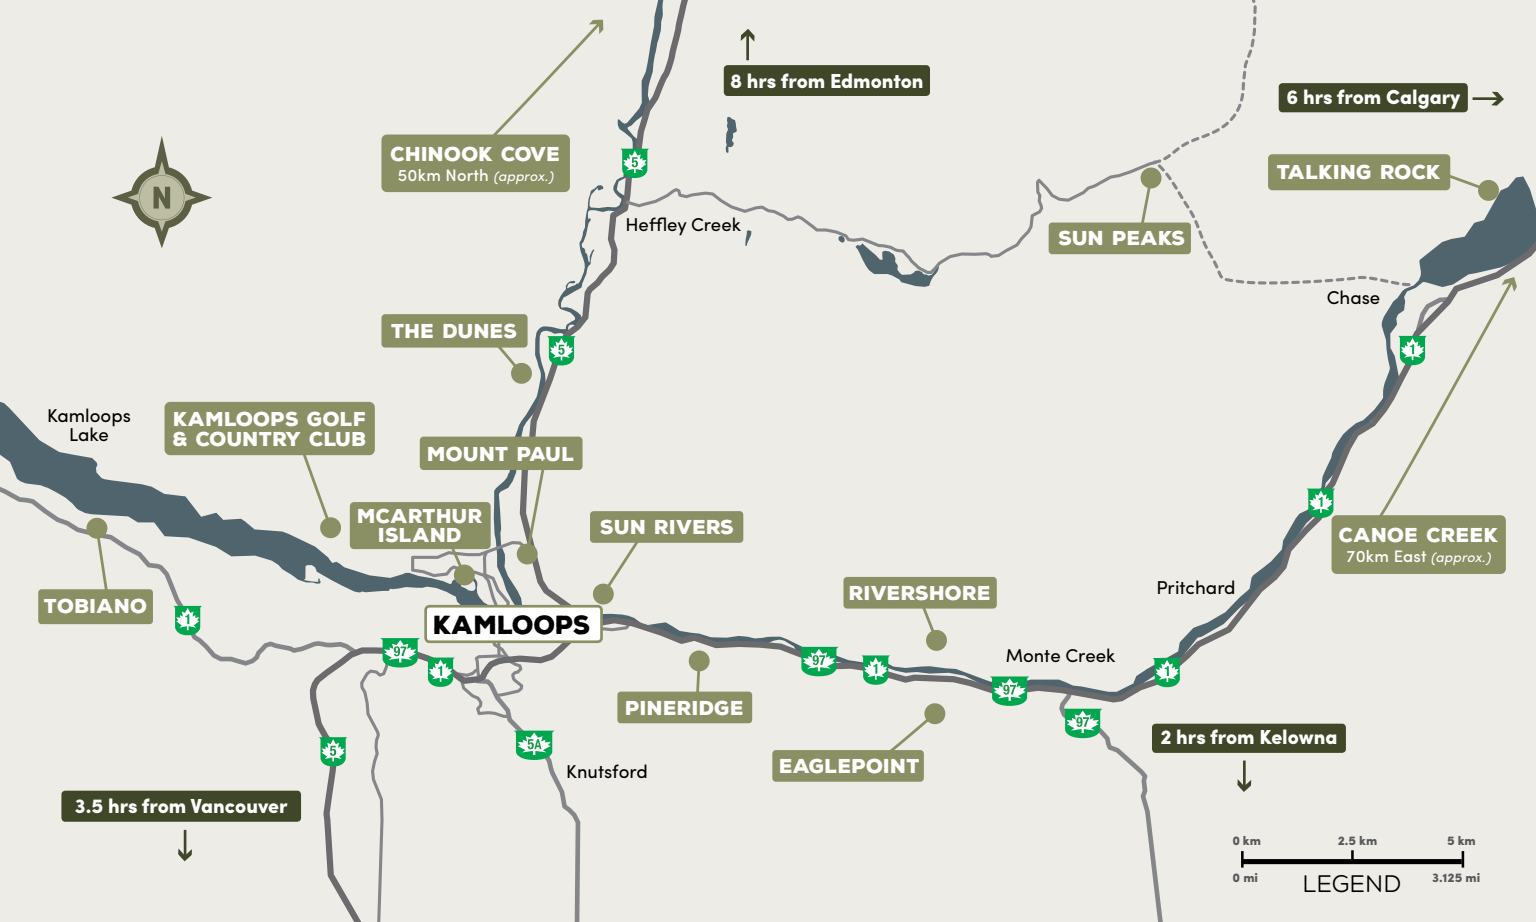 8 hrs from Edmonton
6 hrs from Calgary
CHINOOK COVE
50km North (approx.)
5
TALKING ROCK
N
Heffley Creek
SUN PEAKS
Chase
THE DUNES
5
1
Kamloops
Lake
KAMLOOPS GOLF
& COUNTRY CLUB
MOUNT PAUL
MCARTHUR
ISLAND
SUN RIVERS
1
CANOE CREEK
70km East (approx.)
TOBIANO
1
KAMLOOPS
RIVERSHORE
Pritchard
97
1
97
1
Monte Creek
97
1
PINERIDGE
97
5
5A
Knutsford
EAGLEPOINT
2 hrs from Kelowna
3.5 hrs from Vancouver
0 km
2.5 km
5 km
0 mi
3.125 mi
LEGEND